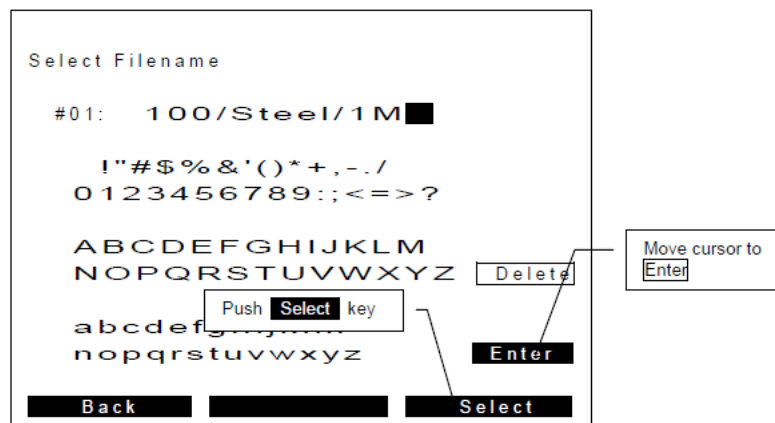 Select Filename
#01: 100/Steel/1M
!"#$%&'()*+,-./
0123456789:;<=>?
ABCDEFGHIJKLM
NOPQRSTUVWXYZ Delete
Move cursor to
Enter
Push Select key
abcdef
nopqrstuvwxyz Enter
Back Select